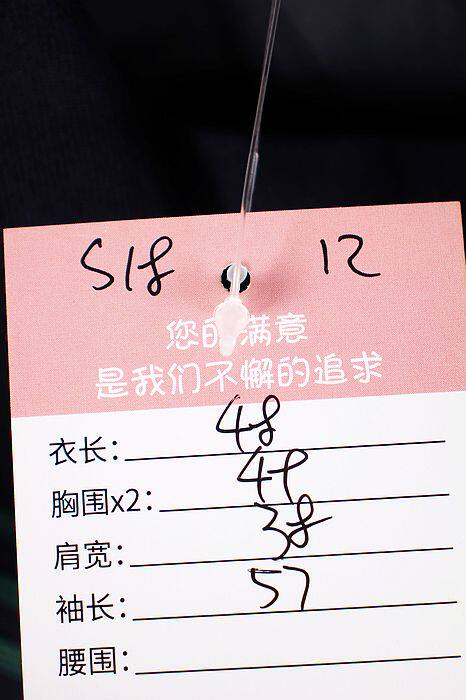 S18 12
您的满意
是我们不懈的追求
衣长: 48
胸围x2: 49
肩宽: 38
袖长: 57
腰围: